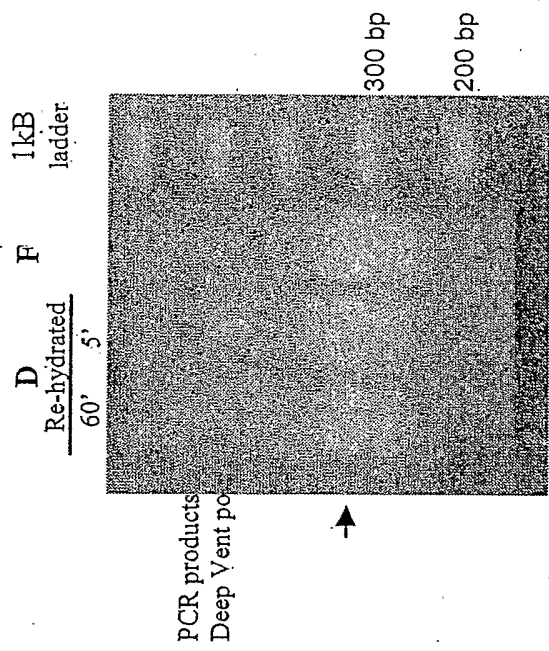 D F 1kB
Re-hydrated ladder
60' 5'
PCR products
Deep Vent po
300 bp
200 bp